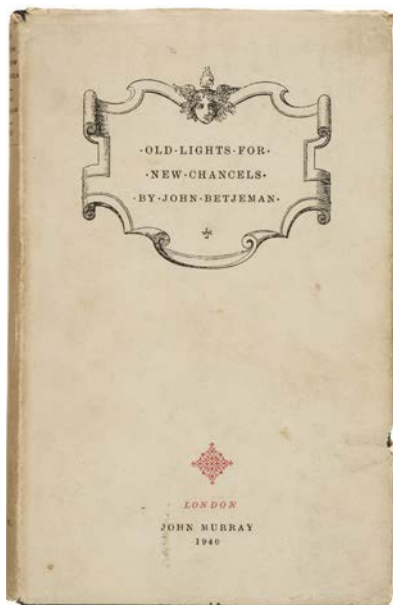 ·OLD·LIGHTS·FOR·
·NEW·CHANCELS·
·BY·JOHN·BETJEMAN·
LONDON
JOHN MURRAY
1940